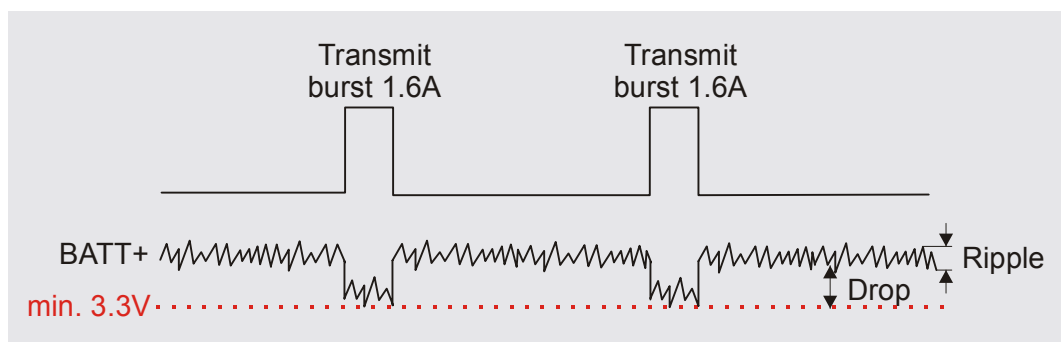 Transmit
burst 1.6A
Transmit
burst 1.6A
BATT+
Ripple
Drop
min. 3.3V